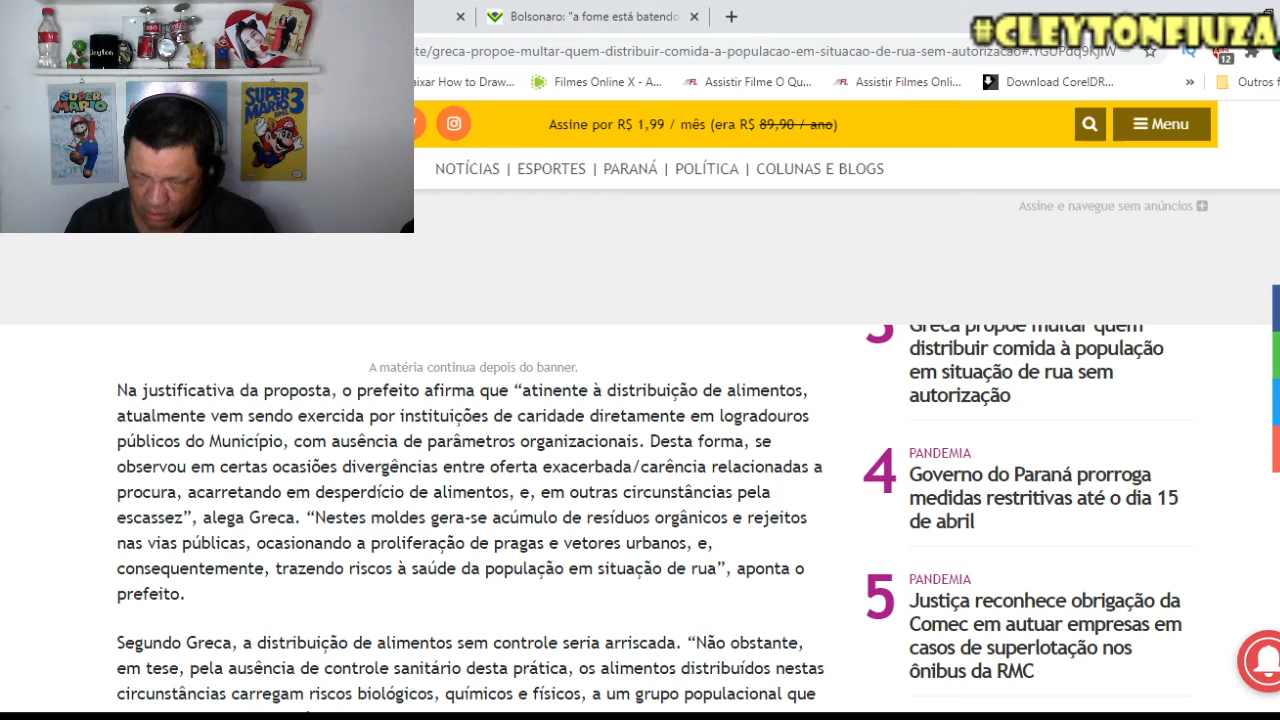 Bolsonaro: "a fome está batendo
#CLEYTONFIUZA
te/greca-propoe-multar-quem-distribuir-comida-a-populacao-em-situacao-de-rua-sem-autorizacao#.YGUPdq9KjIW
12
aixar How to Draw...
Filmes Online X - A...
Assistir Filme O Qu...
Assistir Filmes Onli...
Download CorelDR...
»
Outros f
Assine por R$ 1,99 / mês (era R$ 89,90 / ano)
Menu
NOTÍCIAS | ESPORTES | PARANÁ | POLÍTICA | COLUNAS E BLOGS
Assine e navegue sem anúncios
SUPER MARIO
SUPER MARIO 3
Cleyton
A matéria continua depois do banner.
Na justificativa da proposta, o prefeito afirma que “atinente à distribuição de alimentos,
atualmente vem sendo exercida por instituições de caridade diretamente em logradouros
públicos do Município, com ausência de parâmetros organizacionais. Desta forma, se
observou em certas ocasiões divergências entre oferta exacerbada/carência relacionadas a
procura, acarretando em desperdício de alimentos, e, em outras circunstâncias pela
escassez”, alega Greca. “Nestes moldes gera-se acúmulo de resíduos orgânicos e rejeitos
nas vias públicas, ocasionando a proliferação de pragas e vetores urbanos, e,
consequentemente, trazendo riscos à saúde da população em situação de rua”, aponta o
prefeito.
Segundo Greca, a distribuição de alimentos sem controle seria arriscada. “Não obstante,
em tese, pela ausência de controle sanitário desta prática, os alimentos distribuídos nestas
circunstâncias carregam riscos biológicos, químicos e físicos, a um grupo populacional que
3
Greca propõe multar quem
distribuir comida à população
em situação de rua sem
autorização
4
PANDEMIA
Governo do Paraná prorroga
medidas restritivas até o dia 15
de abril
5
PANDEMIA
Justiça reconhece obrigação da
Comec em autuar empresas em
casos de superlotação nos
ônibus da RMC